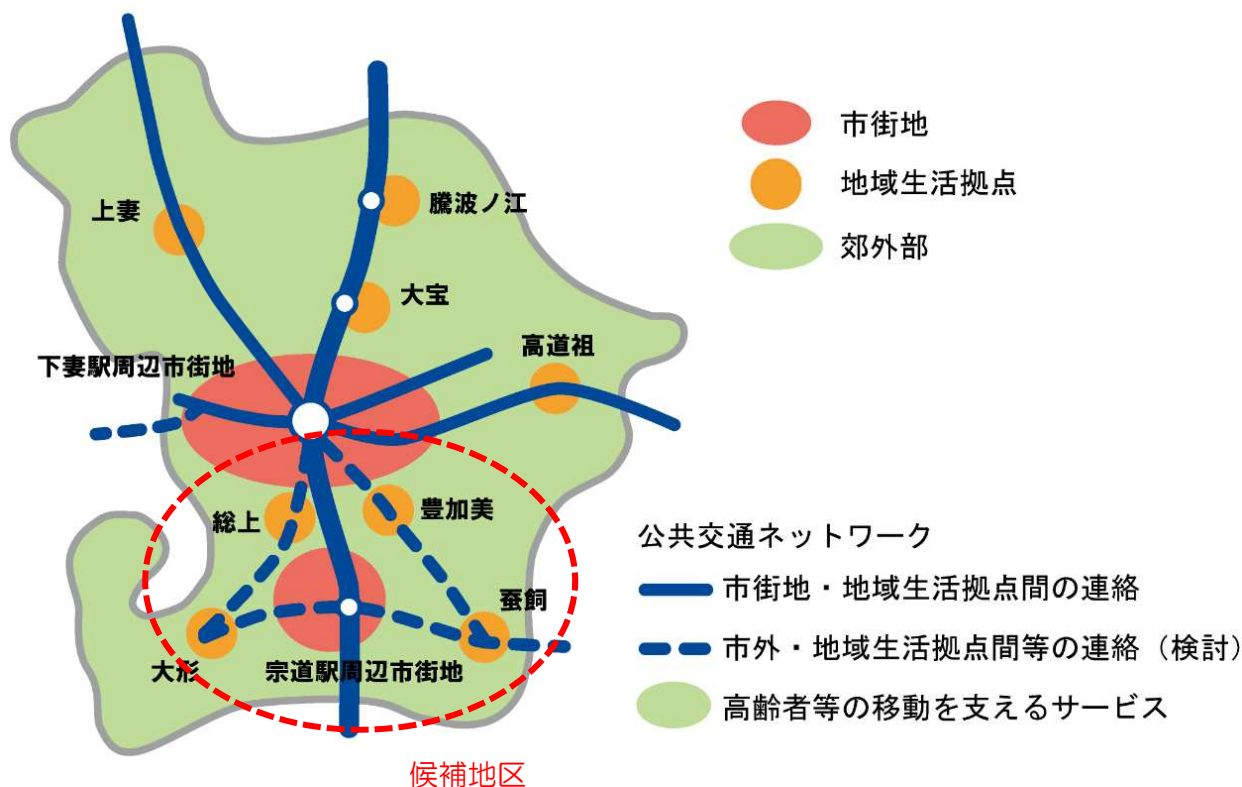 市街地
地域生活拠点
郊外部
上妻
騰波ノ江
大宝
高道祖
下妻駅周辺市街地
総上
豊加美
蚕飼
大形
宗道駅周辺市街地
公共交通ネットワーク
市街地・地域生活拠点間の連絡
市外・地域生活拠点間等の連絡（検討）
高齢者等の移動を支えるサービス
候補地区